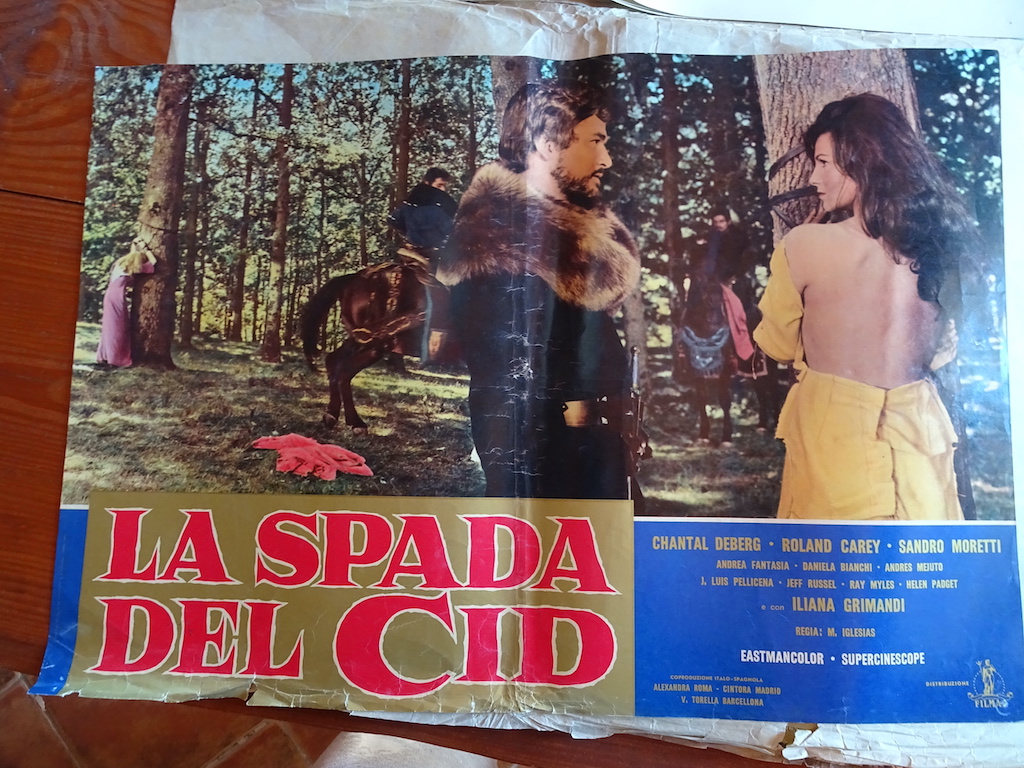 LA SPADA
DEL CID
CHANTAL DEBERG · ROLAND CAREY · SANDRO MORETTI
ANDREA FANTASIA · DANIELA BIANCHI · ANDRES MEJUTO
J. LUIS PELLICENA · JEFF RUSSEL · RAY MYLES · HELEN PADGET
e con ILIANA GRIMANDI
REGIA: M. IGLESIAS
EASTMANCOLOR · SUPERCINESCOPE
COPRODUZIONE ITALO-SPAGNOLA
ALEXANDRA ROMA · CINTORA MADRID
V. TORELLA BARCELLONA
DISTRIBUZIONE